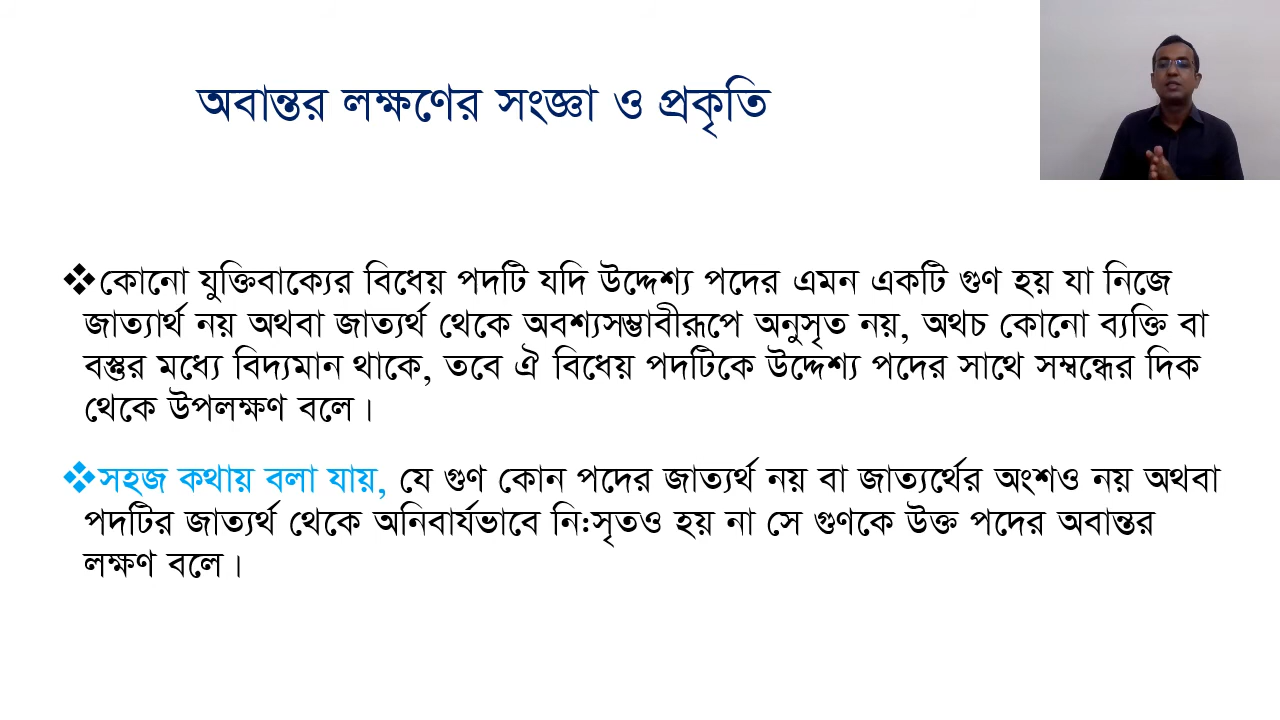 অবান্তর লক্ষণের সংজ্ঞা ও প্রকৃতি
❖কোনো যুক্তিবাক্যের বিধেয় পদটি যদি উদ্দেশ্য পদের এমন একটি গুণ হয় যা নিজে
জাত্যার্থ নয় অথবা জাত্যর্থ থেকে অবশ্যসম্ভাবীরূপে অনুসৃত নয়, অথচ কোনো ব্যক্তি বা
বস্তুর মধ্যে বিদ্যমান থাকে, তবে ঐ বিধেয় পদটিকে উদ্দেশ্য পদের সাথে সম্বন্ধের দিক
থেকে উপলক্ষণ বলে।
❖সহজ কথায় বলা যায়, যে গুণ কোন পদের জাত্যর্থ নয় বা জাত্যর্থের অংশও নয় অথবা
পদটির জাত্যর্থ থেকে অনিবার্যভাবে নি:সৃতও হয় না সে গুণকে উক্ত পদের অবান্তর
লক্ষণ বলে।